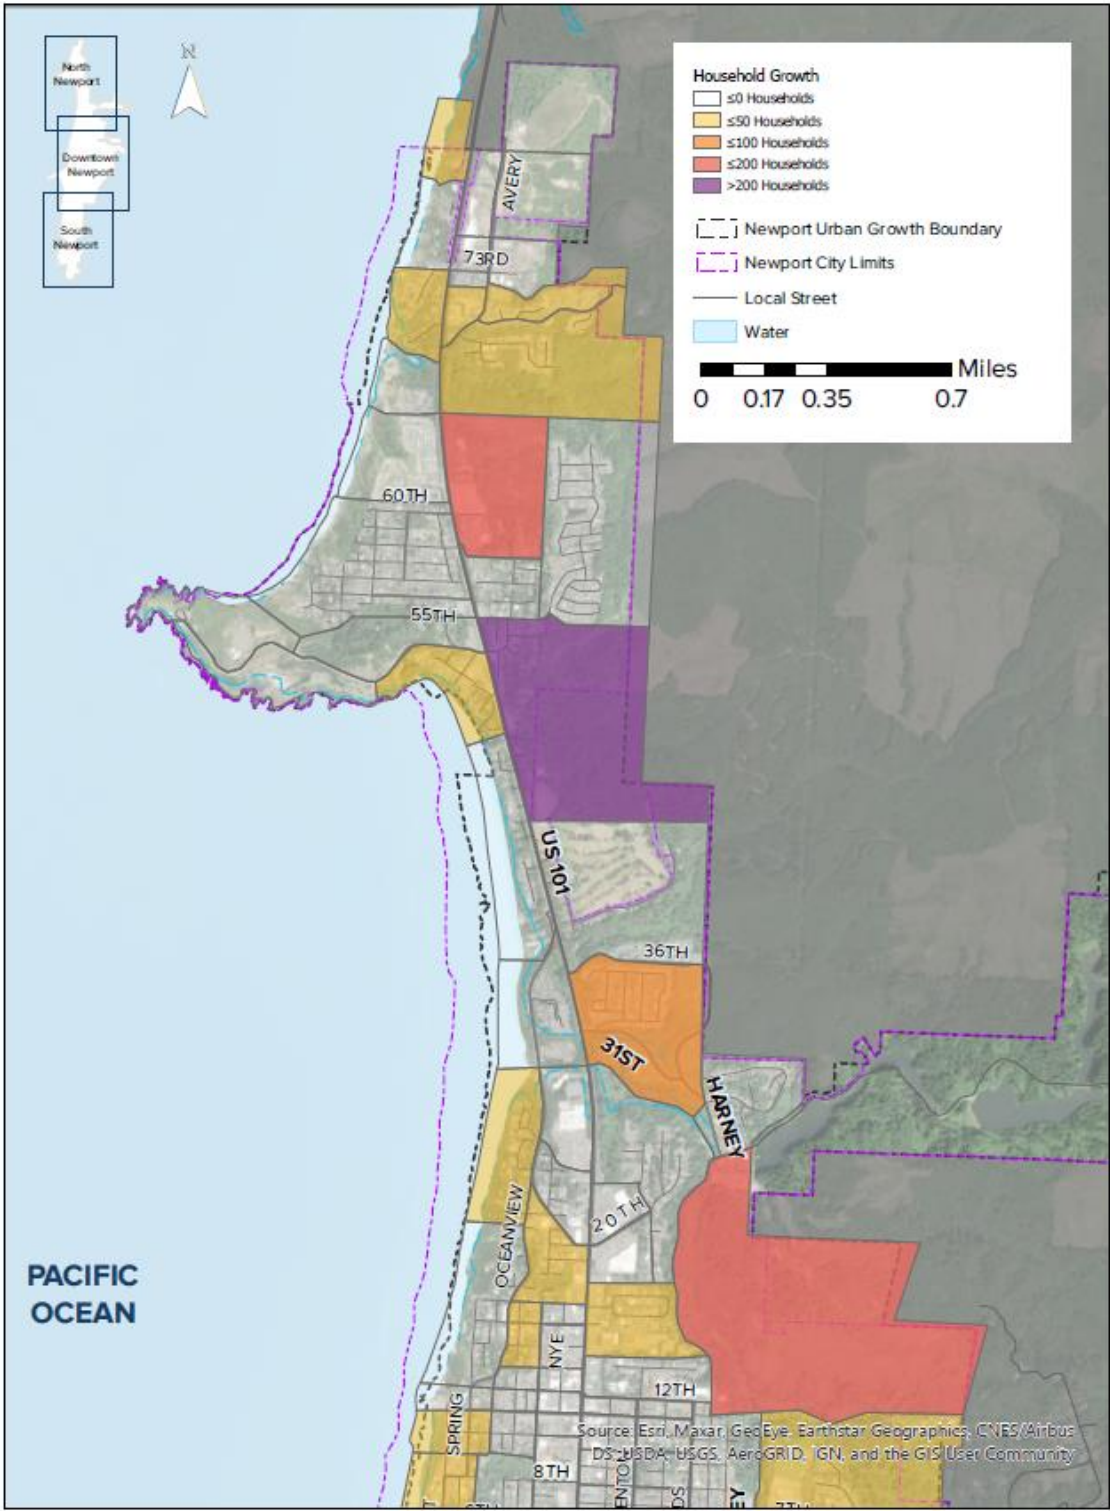 North
Newport
Downtown
Newport
South
Newport
N
Household Growth
≤0 Households
≤50 Households
≤100 Households
≤200 Households
>200 Households
Newport Urban Growth Boundary
Newport City Limits
Local Street
Water
Miles
0 0.17 0.35 0.7
AVERY
73RD
60TH
55TH
US 101
36TH
31ST
HARNEY
OCEANVIEW
20TH
PACIFIC
OCEAN
NYE
12TH
SPRING
Source: Esri, Maxar, GeoEye, Earthstar Geographics, CNES/Airbus
DS, USDA, USGS, AeroGRID, IGN, and the GIS User Community
8TH